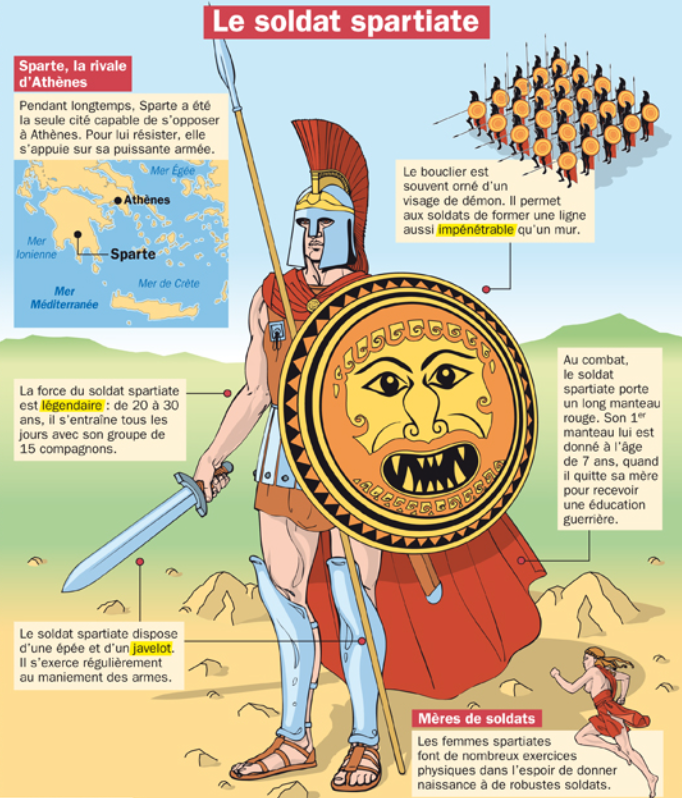 Le soldat spartiate
Sparte, la rivale
d'Athènes
Pendant longtemps, Sparte a été
la seule cité capable de s'opposer
à Athènes. Pour lui résister, elle
s'appuie sur sa puissante armée.
Mer Égée
Athènes
Mer
Ionienne
Sparte
Mer
Méditerranée
Mer de Crète
Le bouclier est
souvent orné d'un
visage de démon. Il permet
aux soldats de former une ligne
aussi impénétrable qu'un mur.
La force du soldat spartiate
est légendaire : de 20 à 30
ans, il s'entraîne tous les
jours avec son groupe de
15 compagnons.
Au combat,
le soldat
spartiate porte
un long manteau
rouge. Son 1er
manteau lui est
donné à l'âge
de 7 ans, quand
il quitte sa mère
pour recevoir
une éducation
guerrière.
Le soldat spartiate dispose
d'une épée et d'un javelot.
Il s'exerce régulièrement
au maniement des armes.
Mères de soldats
Les femmes spartiates
font de nombreux exercices
physiques dans l'espoir de donner
naissance à de robustes soldats.